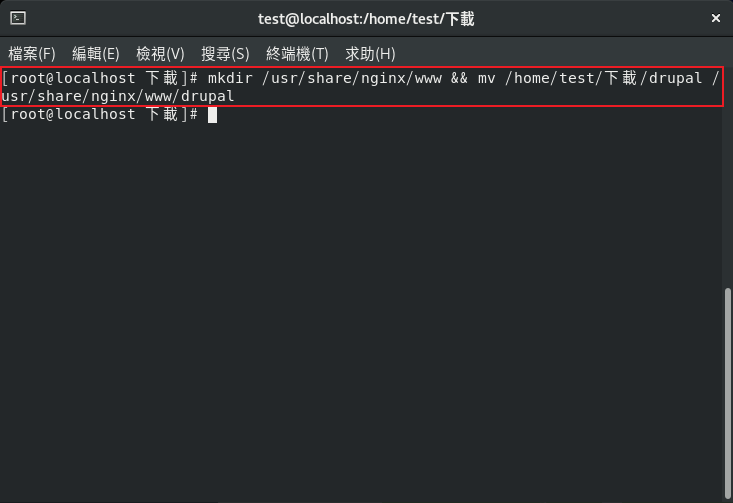 test@localhost:/home/test/下載
檔案(F) 編輯(E) 檢視(V) 搜尋(S) 終端機(T) 求助(H)
[root@localhost 下載]# mkdir /usr/share/nginx/www && mv /home/test/下載/drupal /
usr/share/nginx/www/drupal
[root@localhost 下載]#